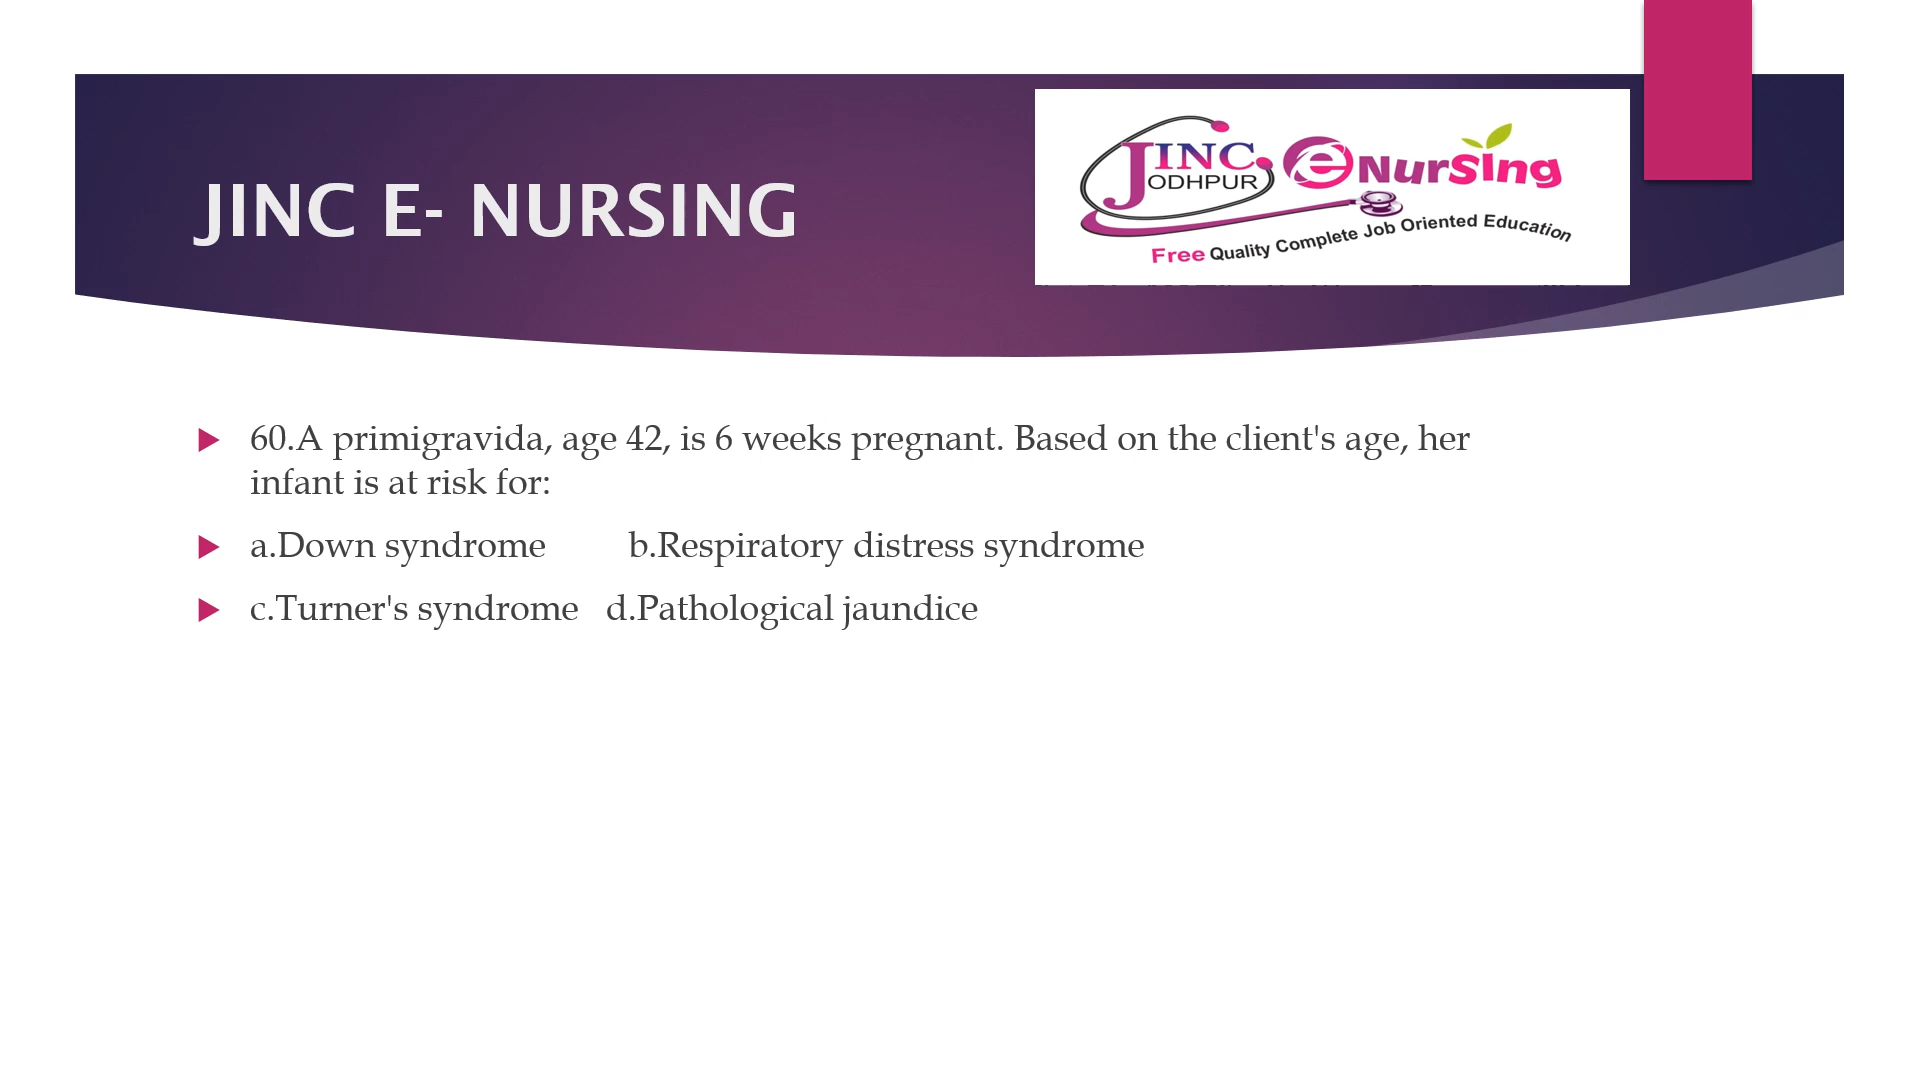 JINC E- NURSING
JINC
ODHPUR
eNursing
Free Quality Complete Job Oriented Education
60.A primigravida, age 42, is 6 weeks pregnant. Based on the client's age, her
infant is at risk for:
a.Down syndrome b.Respiratory distress syndrome
c.Turner's syndrome d.Pathological jaundice